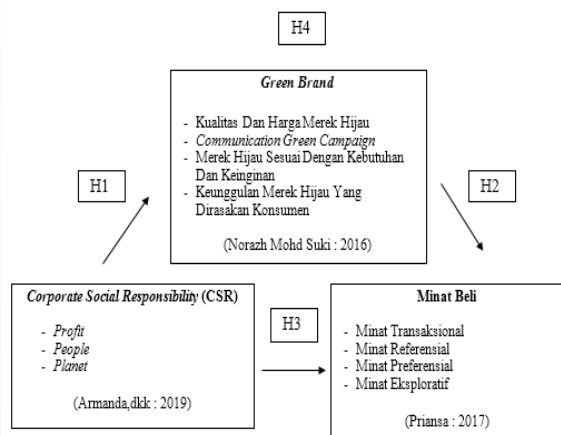 H4
Green Brand
- Kualitas Dan Harga Merek Hijau
- Communication Green Campaign
- Merek Hijau Sesuai Dengan Kebutuhan
Dan Keinginan
- Keunggulan Merek Hijau Yang
Dirasakan Konsumen
(Norazh Mohd Suki : 2016)
H1
H2
Corporate Social Responsibility (CSR)
- Profit
- People
- Planet
(Armanda,dkk : 2019)
H3
Minat Beli
- Minat Transaksional
- Minat Referensial
- Minat Preferensial
- Minat Eksploratif
(Priansa : 2017)